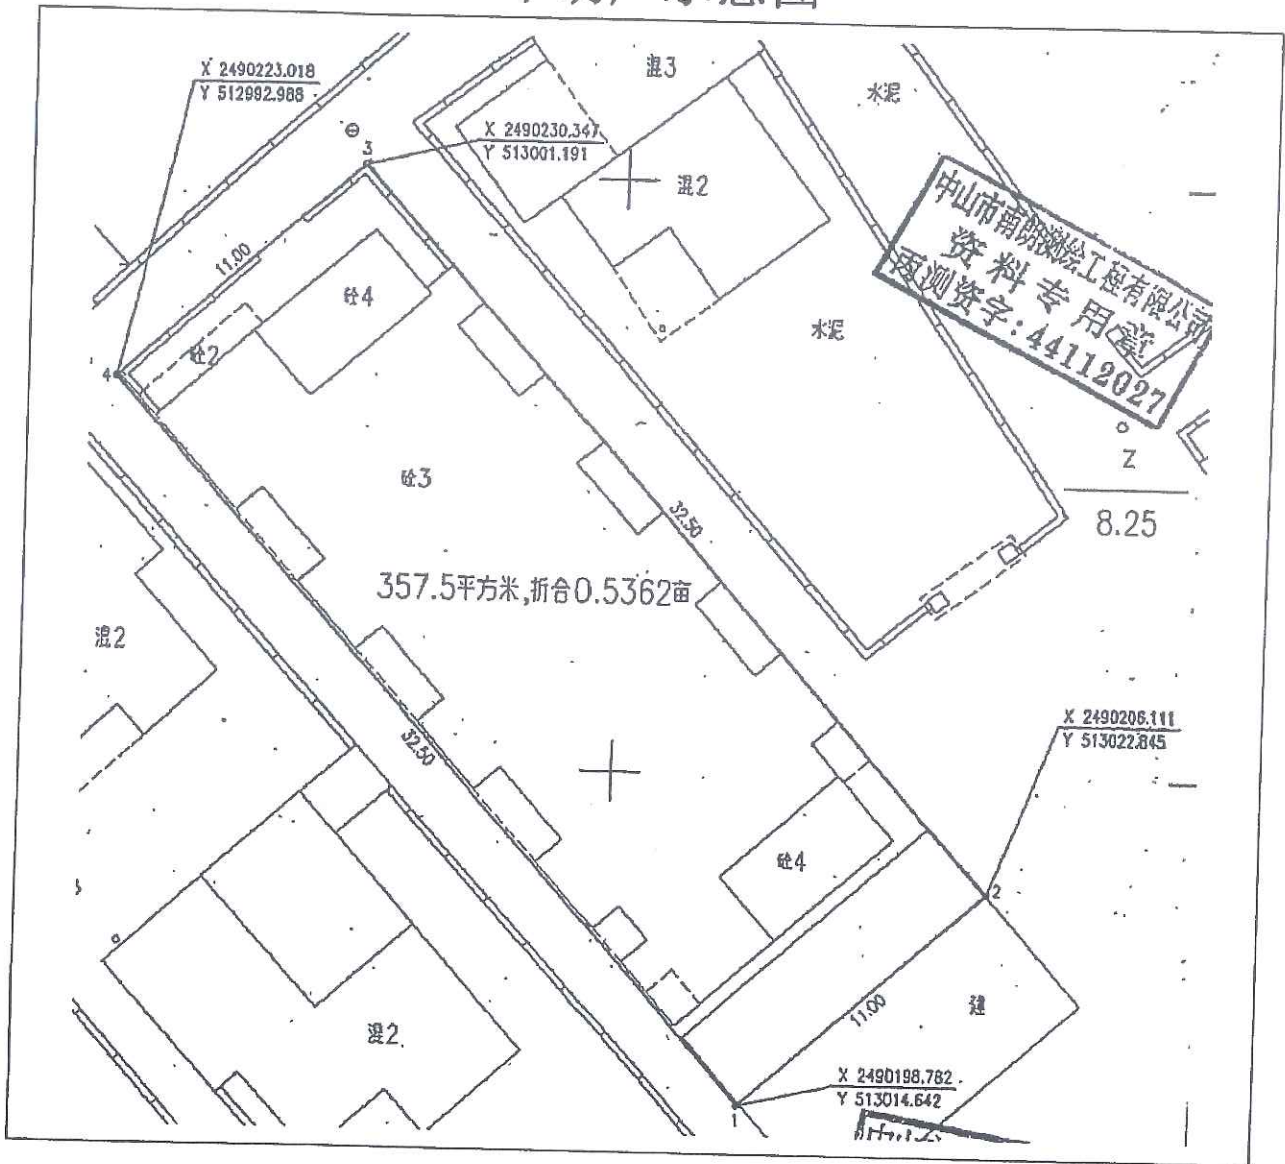 示意图
X 2490223.018
Y 512992.988
混3
水泥
X 2490230.347
Y 513001.191
3
混2
中山市南朗测绘工程有限公司
资料专用章
丙测资字:44112027
11.00
砼4
砼2
水泥
4
Z
8.25
砼3
32.50
357.5平方米,折合0.5362亩
混2
X 2490206.111
Y 513022.845
32.50
砼4
2
11.00
建
混2
X 2490198.782
Y 513014.642
1